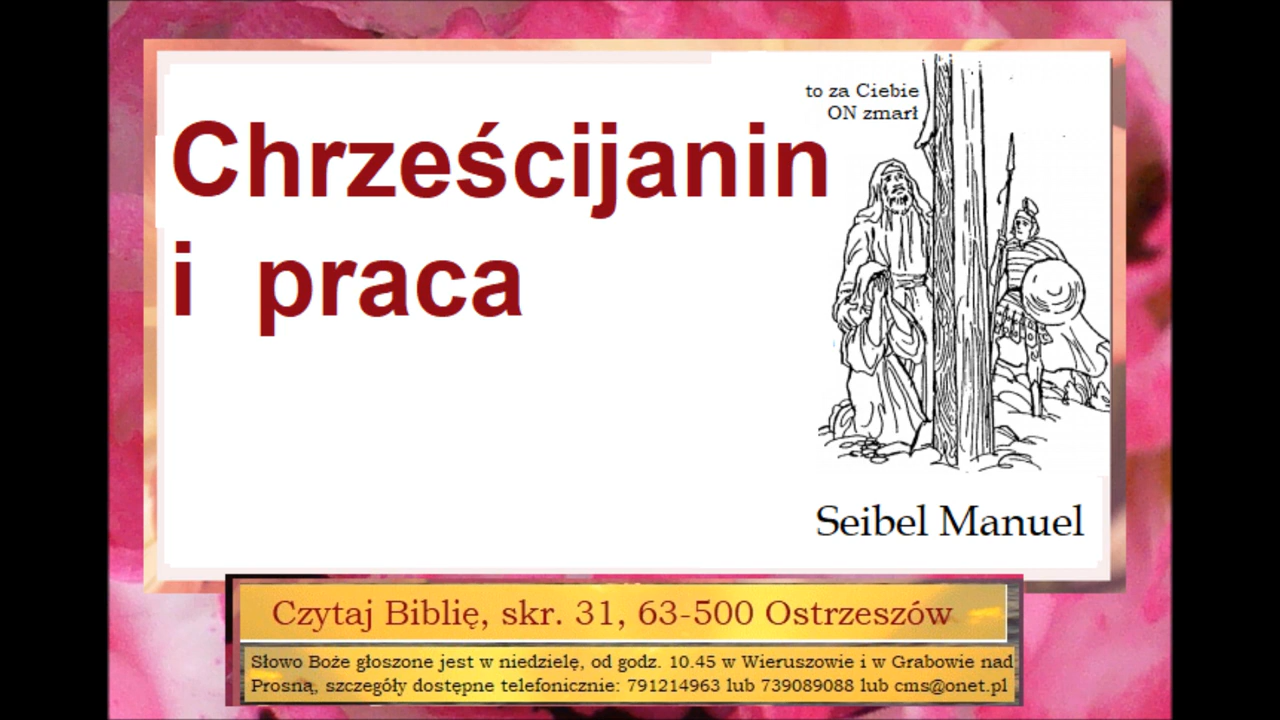 to za Ciebie
ON zmarł
Chrześcijanin
i praca
Seibel Manuel
Czytaj Biblię, skr. 31, 63-500 Ostrzeszów
Słowo Boże głoszone jest w niedzielę, od godz. 10.45 w Wieruszowie i w Grabowie nad
Prosną, szczegóły dostępne telefonicznie: 791214963 lub 739089088 lub cms@onet.pl